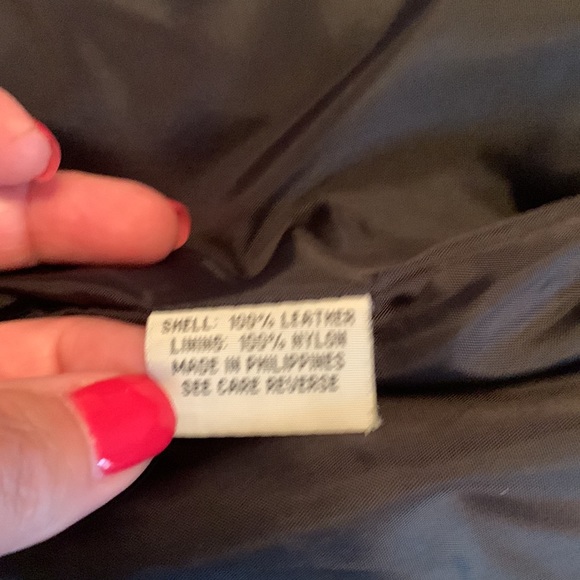 SHELL: 100% LEATHER
LINING: 100% NYLON
MADE IN PHILIPPINES
SEE CARE REVERSE